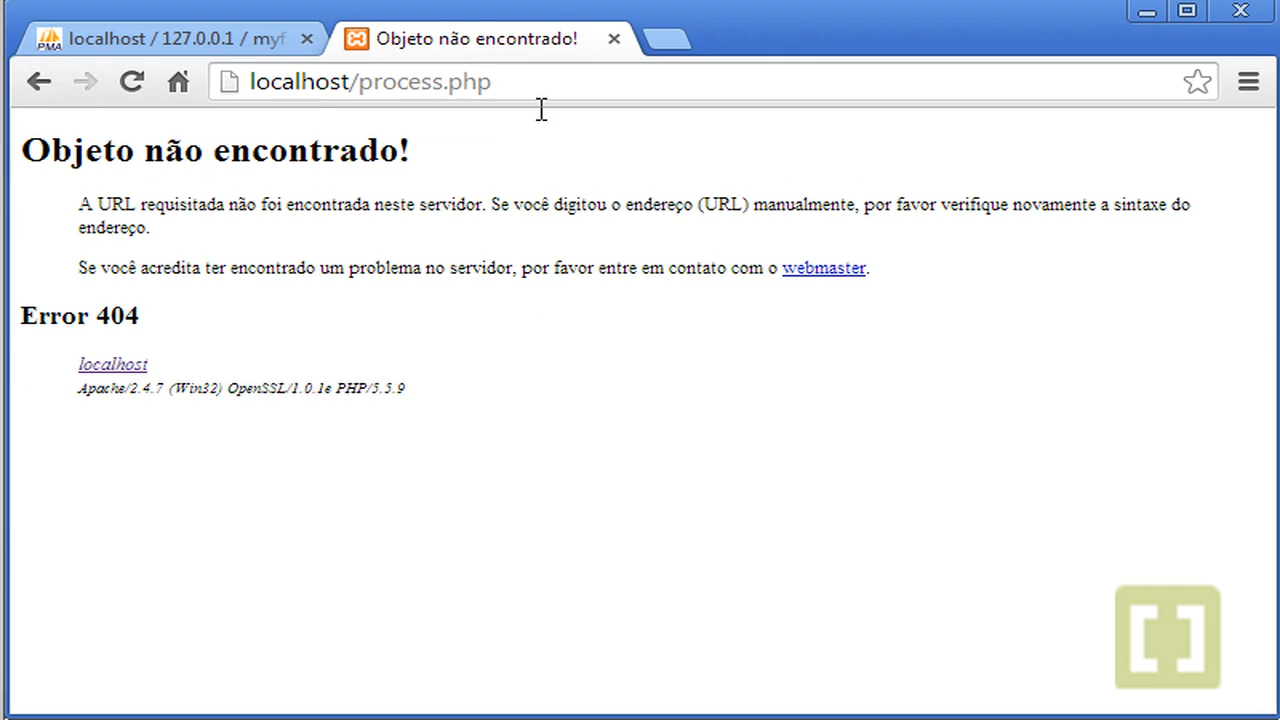 PMA localhost / 127.0.0.1 / myf
Objeto não encontrado!
localhost/process.php
Objeto não encontrado!
A URL requisitada não foi encontrada neste servidor. Se você digitou o endereço (URL) manualmente, por favor verifique novamente a sintaxe do
endereço.
Se você acredita ter encontrado um problema no servidor, por favor entre em contato com o webmaster.
Error 404
localhost
Apache/2.4.7 (Win32) OpenSSL/1.0.1e PHP/5.5.9